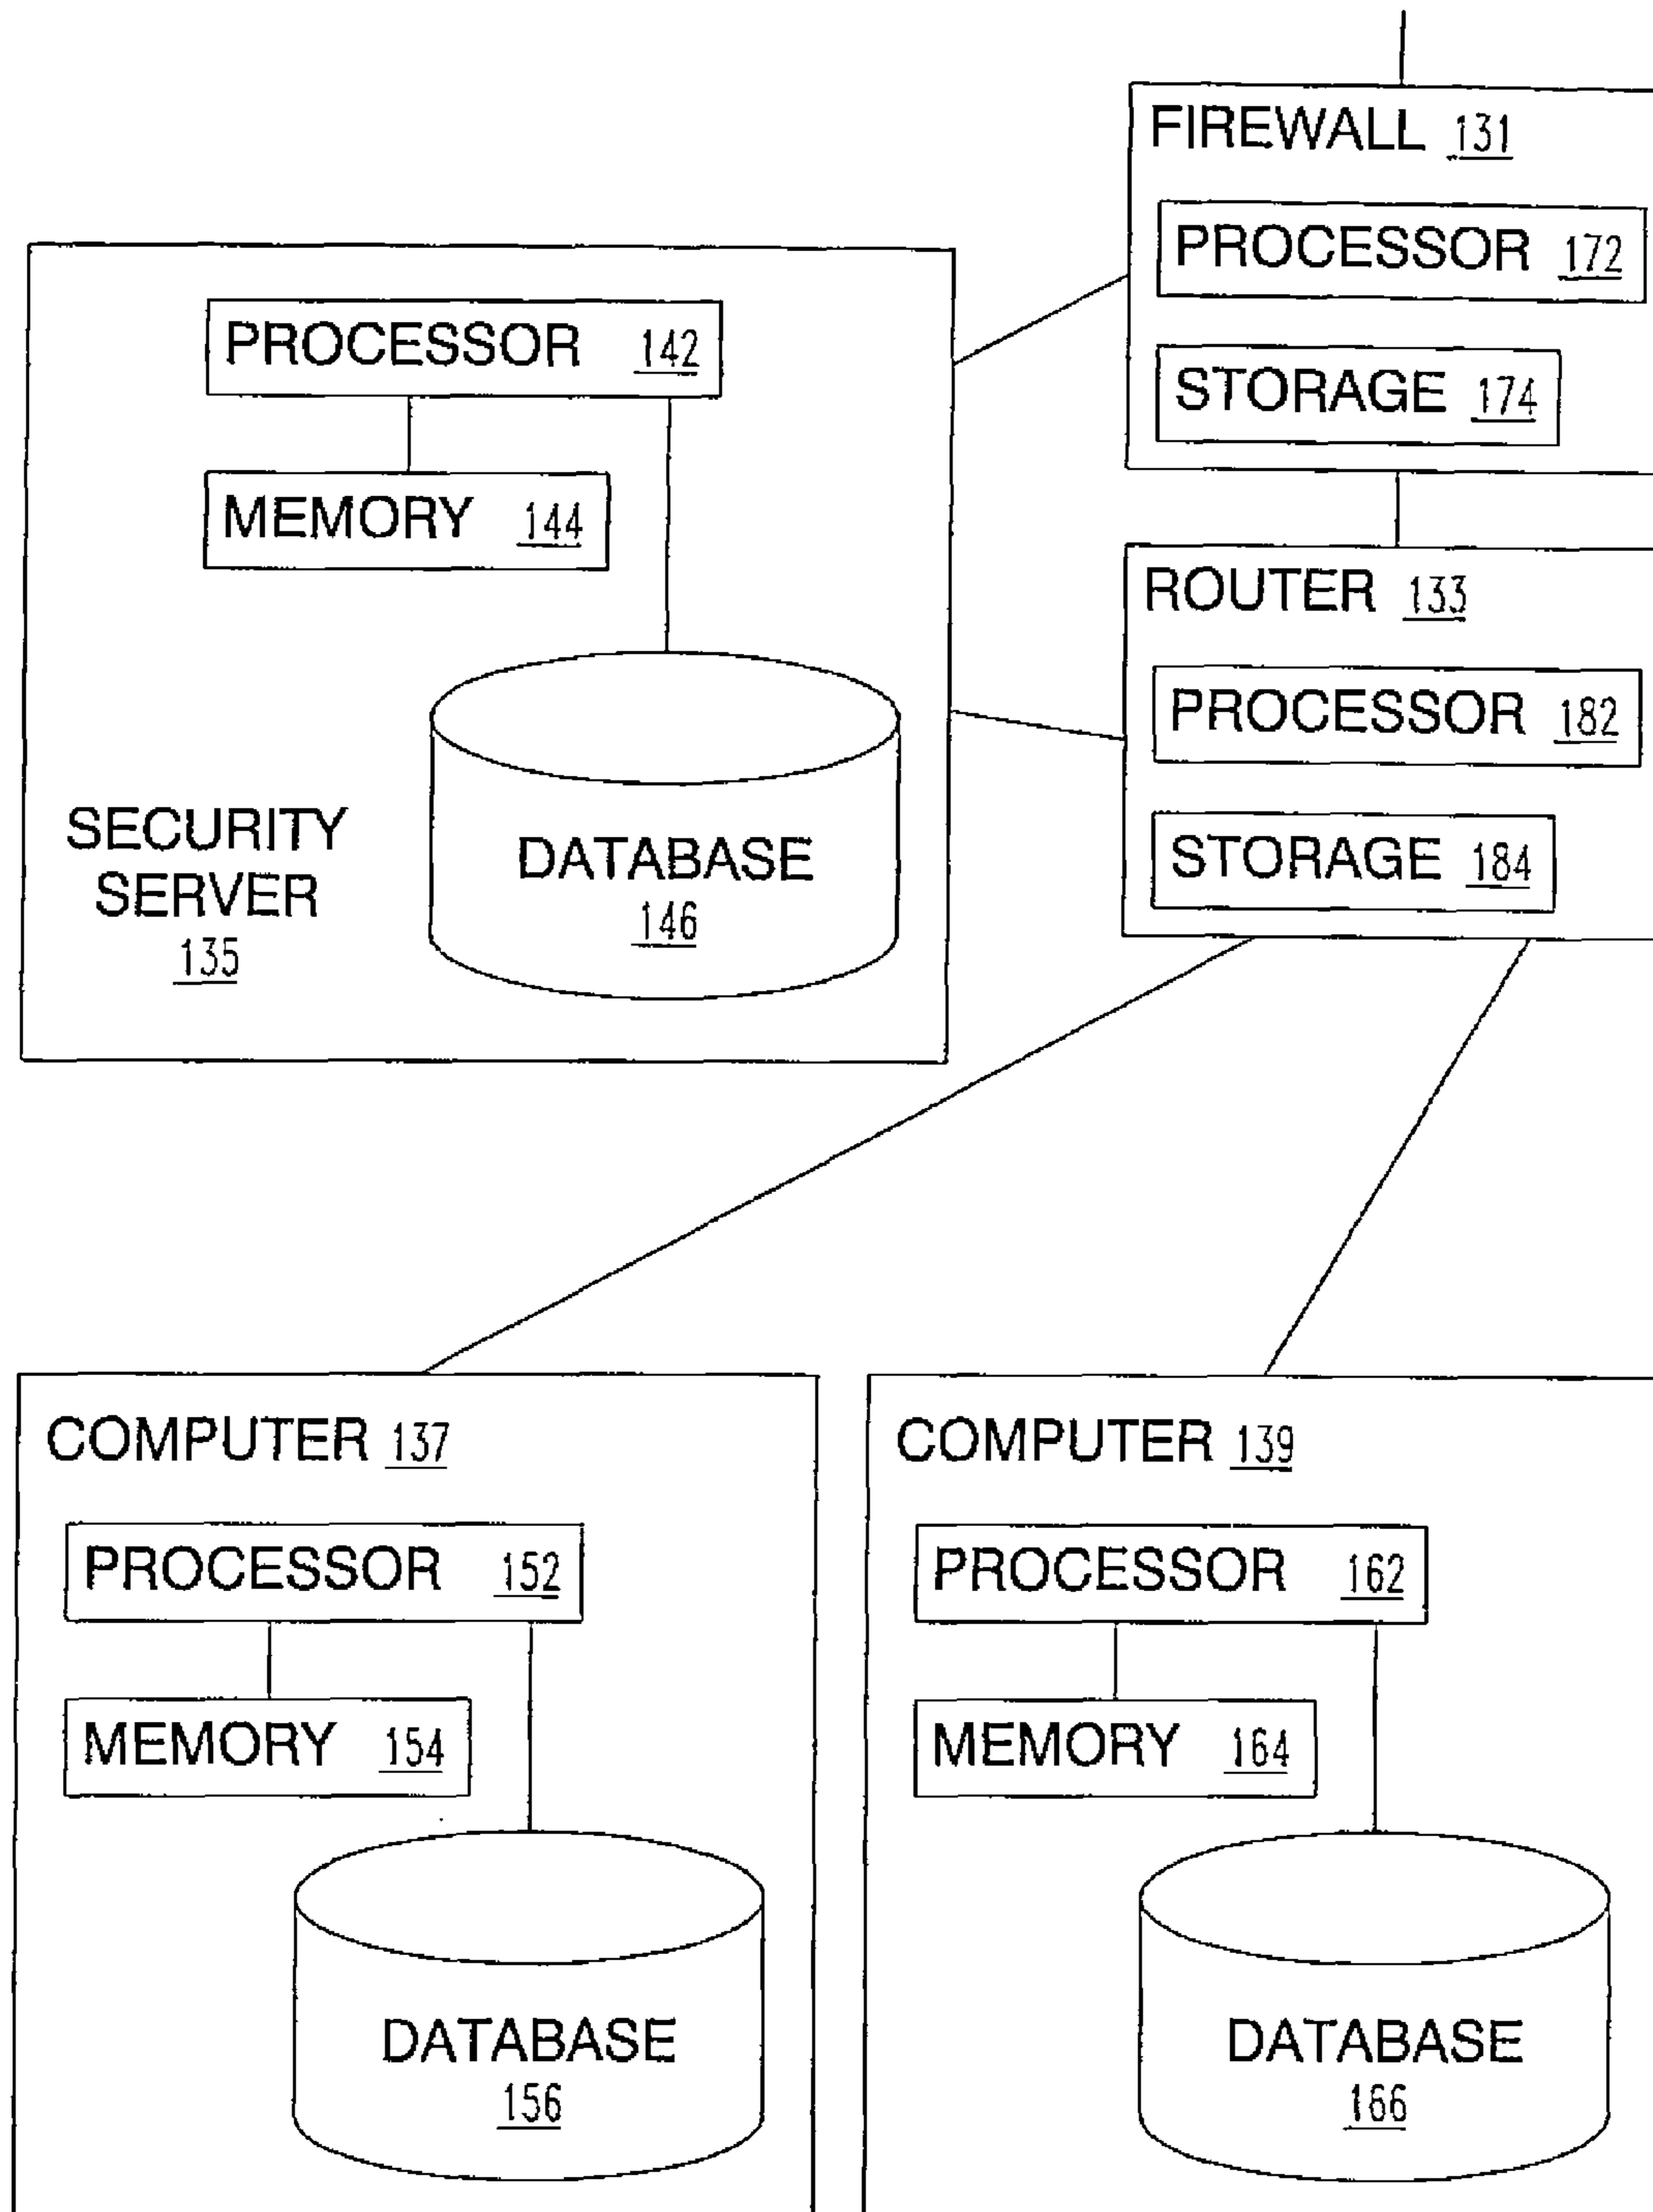 FIREWALL 131
PROCESSOR 172
STORAGE 174
PROCESSOR 142
MEMORY 144
DATABASE
146
SECURITY
SERVER
135
ROUTER 133
PROCESSOR 182
STORAGE 184
COMPUTER 137
PROCESSOR 152
MEMORY 154
DATABASE
156
COMPUTER 139
PROCESSOR 162
MEMORY 164
DATABASE
166